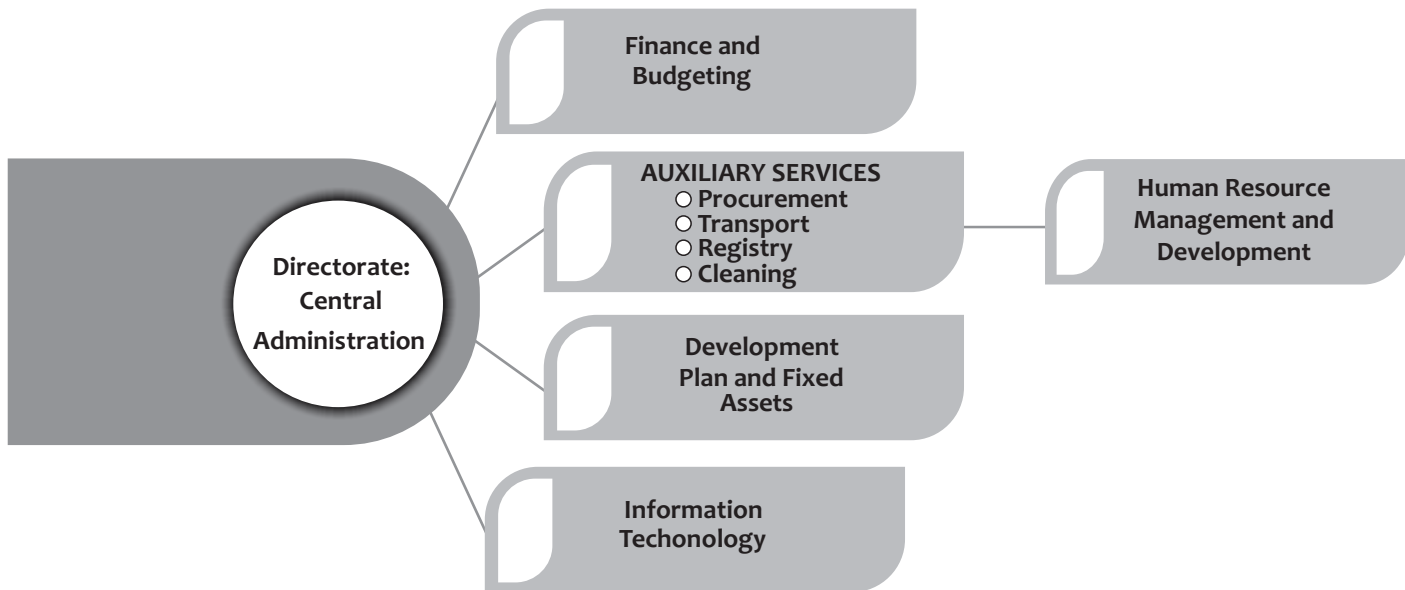 Finance and
Budgeting
AUXILIARY SERVICES
Procurement
Transport
Registry
Cleaning
Human Resource
Management and
Development
Directorate:
Central
Administration
Development
Plan and Fixed
Assets
Information
Techonology